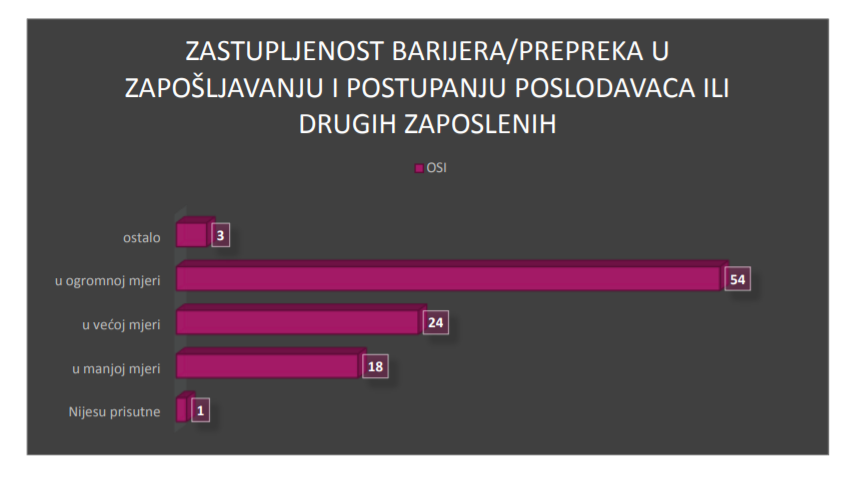 ZASTUPLJENOST BARIJERA/PREPREKA U
ZAPOŠLJAVANJU I POSTUPANJU POSLODAVACA ILI
DRUGIH ZAPOSLENIH
OSI
ostalo 3
u ogromnoj mjeri 54
u većoj mjeri 24
u manjoj mjeri 18
Nijesu prisutne 1